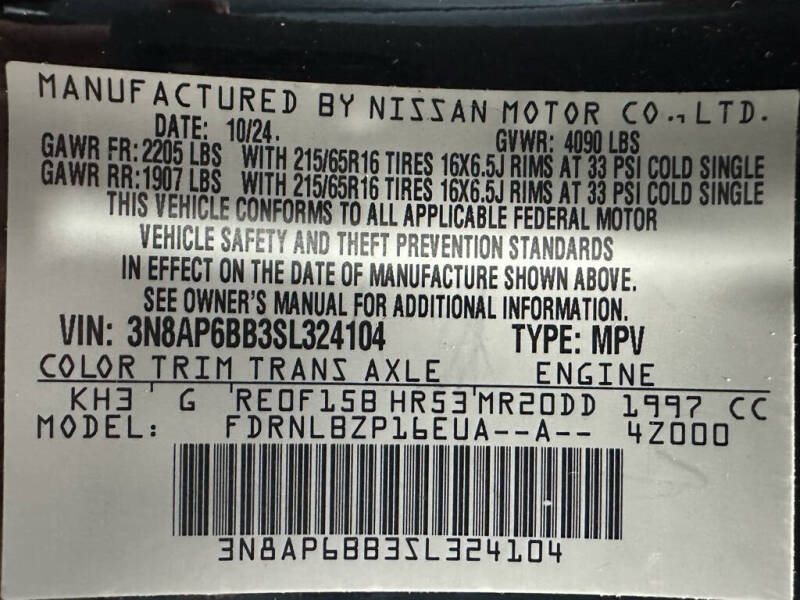 MANUFACTURED BY NISSAN MOTOR CO., LTD.
DATE: 10/24. GVWR: 4090 LBS
GAWR FR: 2205 LBS WITH 215/65R16 TIRES 16X6.5J RIMS AT 33 PSI COLD SINGLE
GAWR RR: 1907 LBS WITH 215/65R16 TIRES 16X6.5J RIMS AT 33 PSI COLD SINGLE
THIS VEHICLE CONFORMS TO ALL APPLICABLE FEDERAL MOTOR
VEHICLE SAFETY AND THEFT PREVENTION STANDARDS
IN EFFECT ON THE DATE OF MANUFACTURE SHOWN ABOVE.
SEE OWNER'S MANUAL FOR ADDITIONAL INFORMATION.
VIN: 3N8AP6BB3SL324104 TYPE: MPV
COLOR TRIM TRANS AXLE ENGINE
KH3 G RE0F15B HR53 MR20DD 1997 CC
MODEL: FDRNLBZP16EUA--A-- 4Z000
3N8AP6BB3SL324104